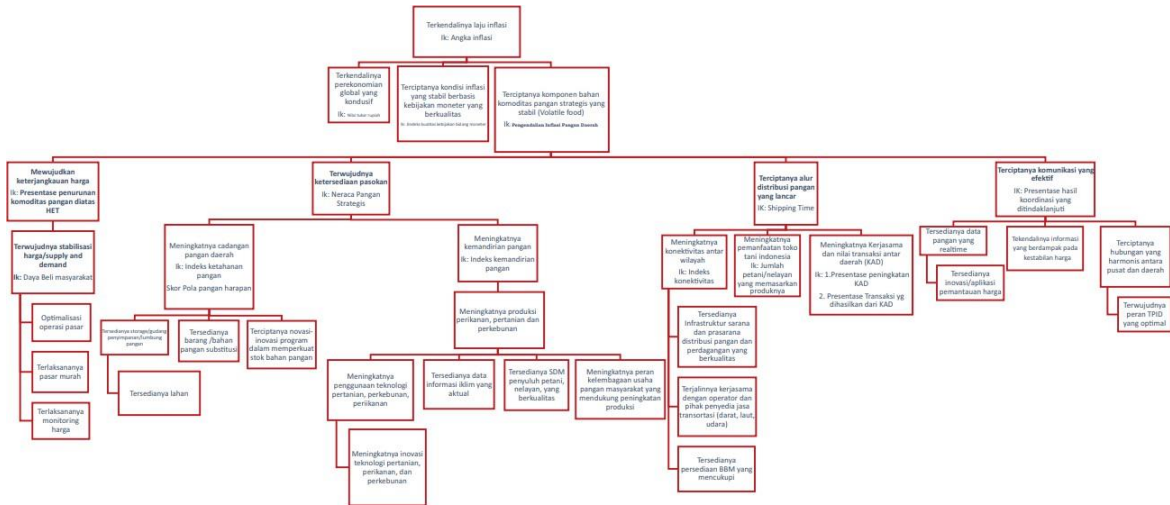 Terkendalinya laju inflasi
Ik: Angka inflasi
Terkendalinya
perekonomian
global yang
kondusif
Ik: Nilai tukar rupiah
Terciptanya kondisi inflasi
yang stabil berbasis
kebijakan moneter yang
berkualitas
Terciptanya komponen bahan
komoditas pangan strategis yang
stabil (Volatile food)
Ik Pengendalian Inflasi Pangan Daerah
Mewujudkan
keterjangkauan harga
Ik: Presentase penurunan
komoditas pangan diatas
HET
Terwujudnya stabilisasi
harga/supply and
demand
Ik: Daya Beli masyarakat
Optimalisasi
operasi pasar
Terlaksananya
pasar murah
Terlaksananya
monitoring
harga
Terwujudnya
ketersediaan pasokan
Ik: Neraca Pangan
Strategis
Meningkatnya cadangan
pangan daerah
Ik: Indeks ketahanan
pangan
Skor Pola pangan harapan
Tersedianya storage/gudang
penyimpanan/lumbung
pangan
Tersedianya lahan
Tersedianya
barang /bahan
pangan substitusi
Terciptanya novasi-
inovasi program
dalam memperkuat
stok bahan pangan
Meningkatnya
kemandirian pangan
Ik: Indeks kemandirian
pangan
Meningkatnya produksi
perikanan, pertanian dan
perkebunan
Meningkatnya
penggunaan teknologi
pertanian, perkebunan,
periikanan
Meningkatnya inovasi
teknologi pertanian,
perikanan, dan
perkebunan
Tersedianya data
informasi iklim yang
aktual
Tersedianya SDM
penyuluh petani,
nelayan, yang
berkualitas
Meningkatnya peran
kelembagaan usaha
pangan masyarakat yang
mendukung peningkatan
produksi
Terciptanya alur
distribusi pangan
yang lancar
IK: Shipping Time
Meningkatnya
konektivitas antar
wilayah
Ik: Indeks
konektivitas
Tersedianya
infrastruktur sarana
dan prasarana
distribusi pangan dan
perdagangan yang
berkualitas
Terjalinnya kerjasama
dengan operator dan
pihak penyedia jasa
transortasi (darat, laut,
udara)
Tersedianya
persediaan BBM yang
mencukupi
Meningkatnya
pemanfaatan toko
tani indonesia
Ik: Jumlah
petani/nelayan
yang memasarkan
produknya
Meningkatnya Kerjasama
dan nilai transaksi antar
daerah (KAD)
Ik: 1.Presentase peningkatan
KAD
2. Presentase Transaksi yg
dihasilkan dari KAD
Terciptanya komunikasi yang
efektif
IK: Presentase hasil
koordinasi yang
ditindaklanjuti
Tersedianya data
pangan yang
realtime
Tersedianya
inovasi/aplikasi
pemantauan harga
Tekendalinya informasi
yang berdampak pada
kestabilan harga
Terciptanya
hubungan yang
harmonis antara
pusat dan daerah
Terwujudnya
peran TPID
yang optimal